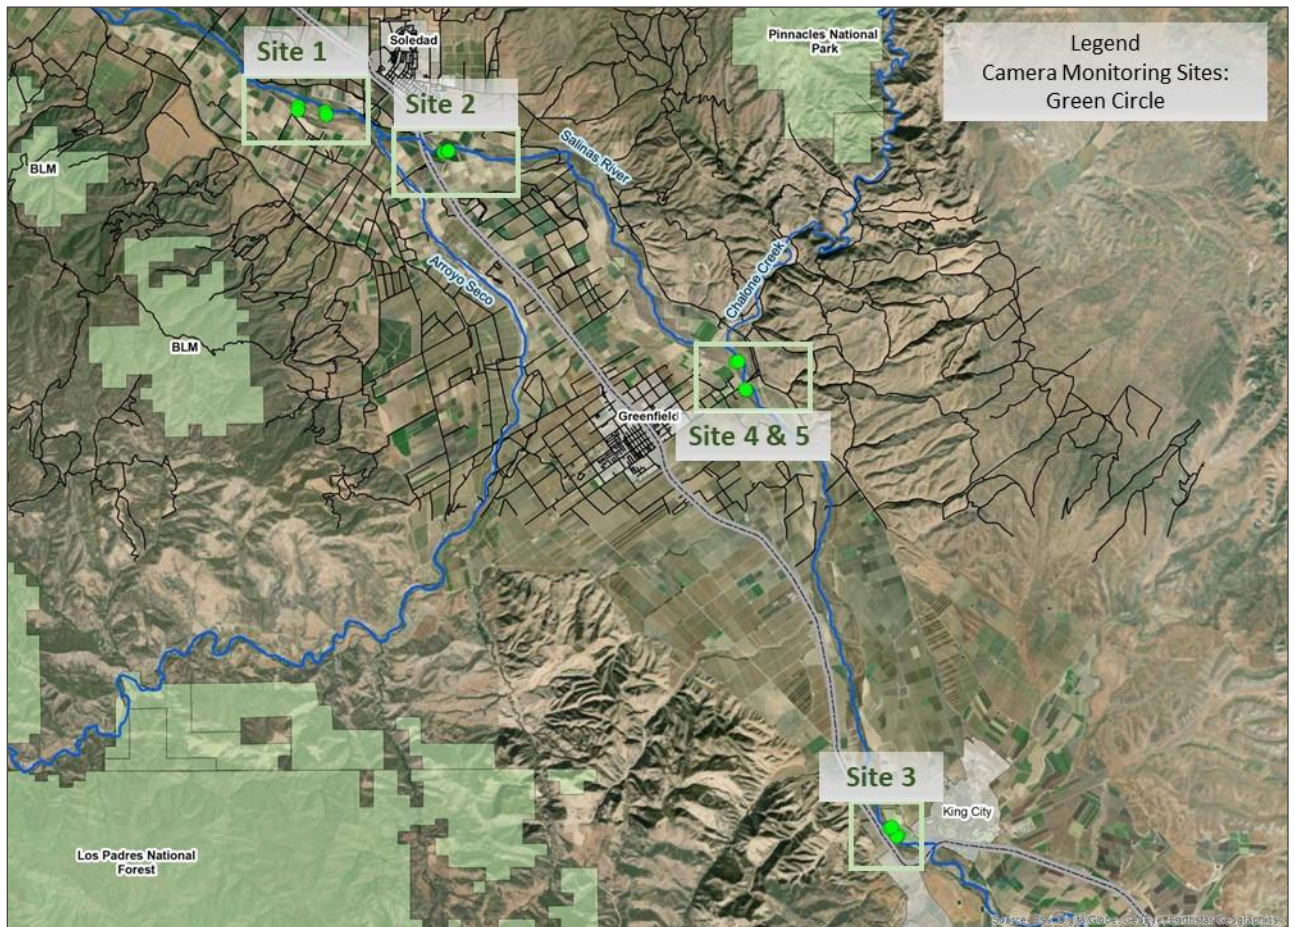 Legend
Camera Monitoring Sites:
Green Circle
Site 1
Soledad
Pinnacles National
Park
Site 2
BLM
Salinas River
Arroyo Seco
Chalone Creek
BLM
Greenfield
Site 4 & 5
Site 3
King City
Los Padres National
Forest